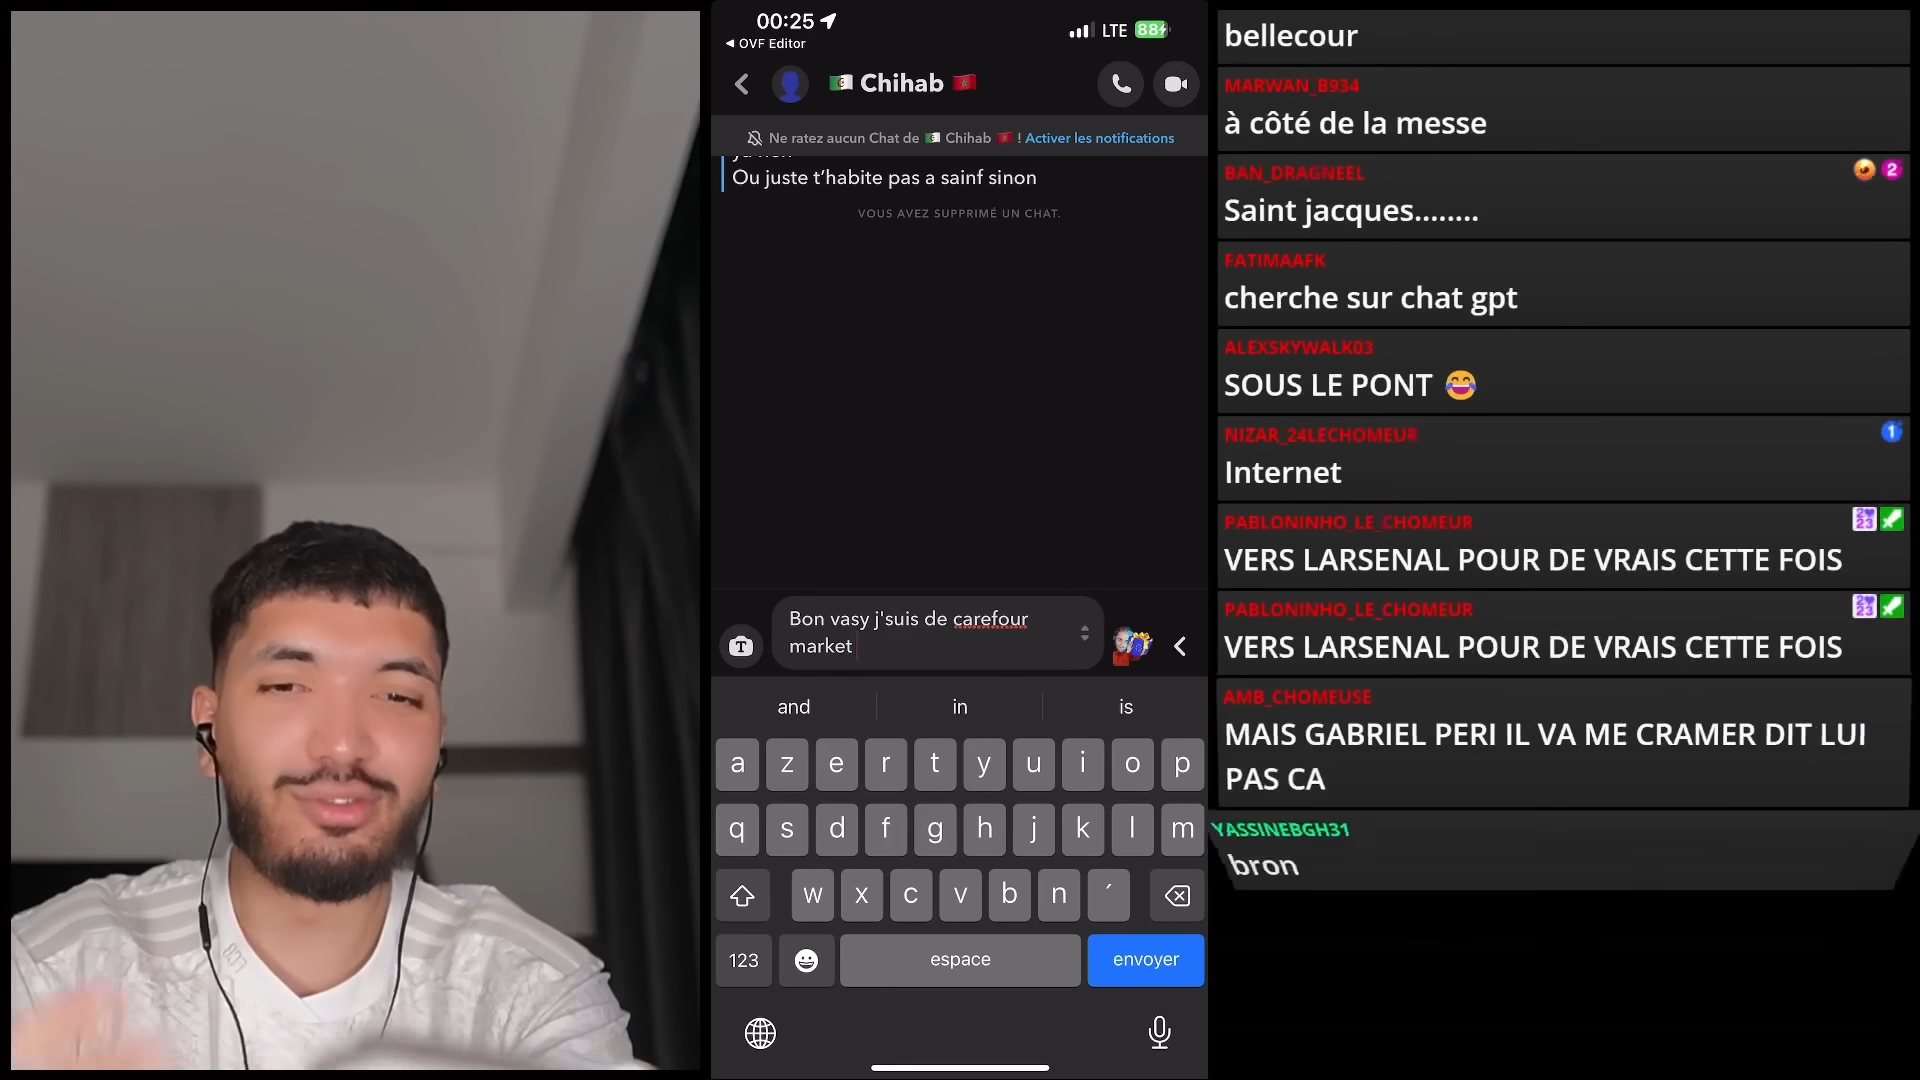 00:25
OVF Editor
LTE
88
Chihab
Ne ratez aucun Chat de 🇩🇿 Chihab 🇲🇦 ! Activer les notifications
Ou juste t’habite pas a sainf sinon
VOUS AVEZ SUPPRIMÉ UN CHAT.
Bon vasy j'suis de carefour
market
T
and in is
a z e r t y u i o p
q s d f g h j k l m
w x c v b n ´
123 espace envoyer
bellecour
MARWAN_B934
à côté de la messe
BAN_DRAGNEEL
2
Saint jacques........
FATIMAAFK
cherche sur chat gpt
ALEXSKYWALK03
SOUS LE PONT 😂
NIZAR_24LECHOMEUR
1
Internet
PABLONINHO_LE_CHOMEUR
VERS LARSENAL POUR DE VRAIS CETTE FOIS
PABLONINHO_LE_CHOMEUR
VERS LARSENAL POUR DE VRAIS CETTE FOIS
AMB_CHOMEUSE
MAIS GABRIEL PERI IL VA ME CRAMER DIT LUI
PAS CA
YASSINEBGH31
bron